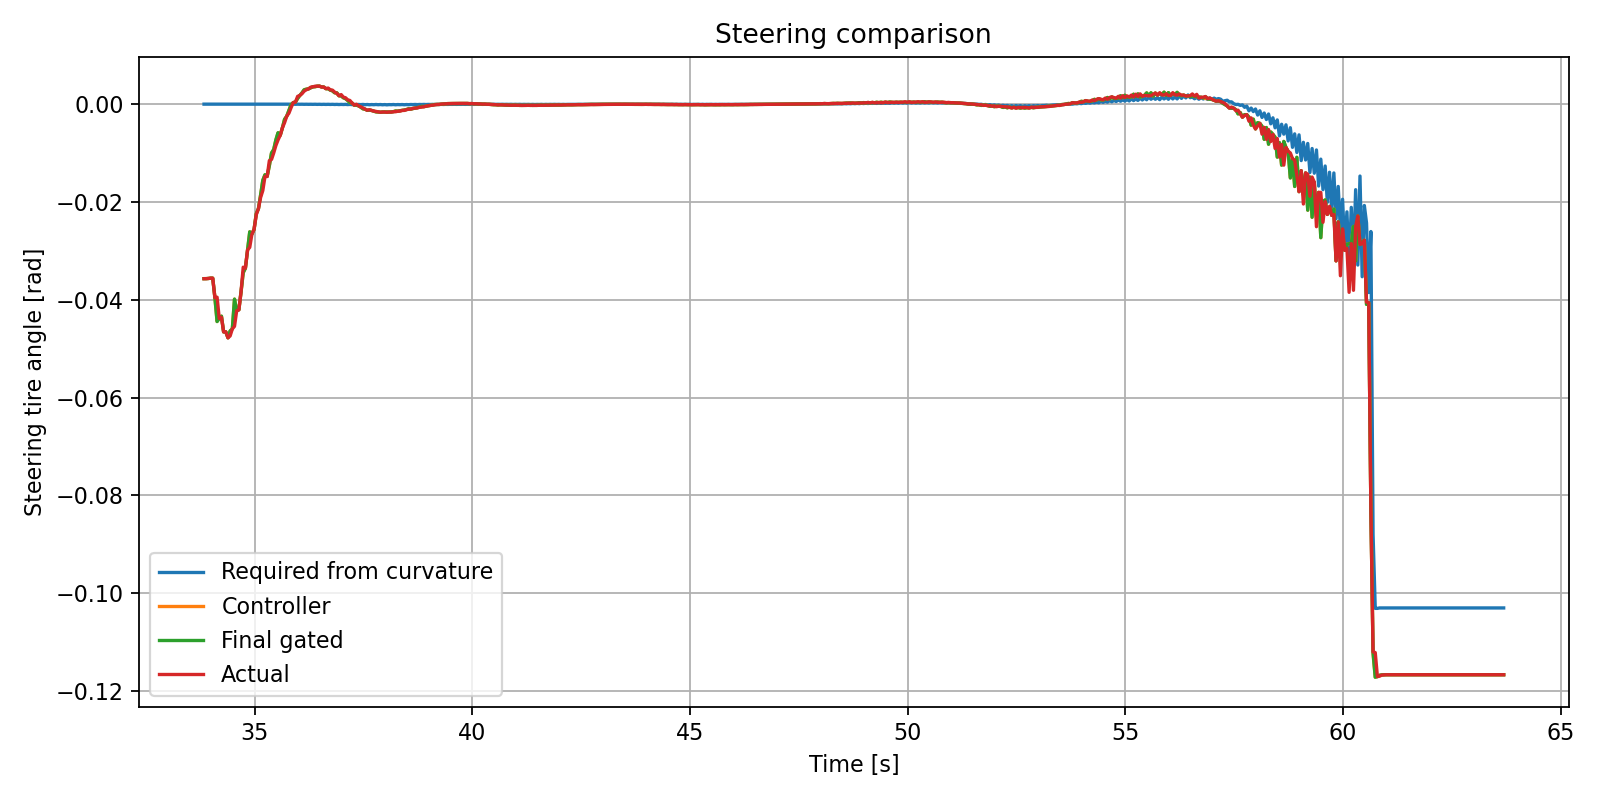 Steering comparison
0.00
−0.02
−0.04
−0.06
−0.08
−0.10
−0.12
Steering tire angle [rad]
Required from curvature
Controller
Final gated
Actual
35 40 45 50 55 60 65
Time [s]